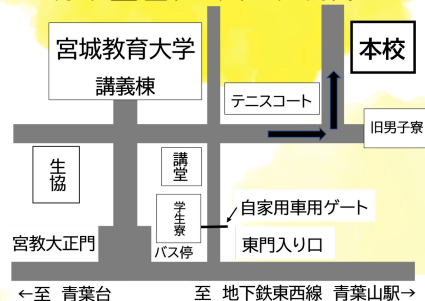 宮城教育大学
講義棟
本校
テニスコート
旧男子寮
生協
講堂
学生寮
自家用車用ゲート
宮教大正門
バス停
東門入り口
←至 青葉台
至 地下鉄東西線 青葉山駅→